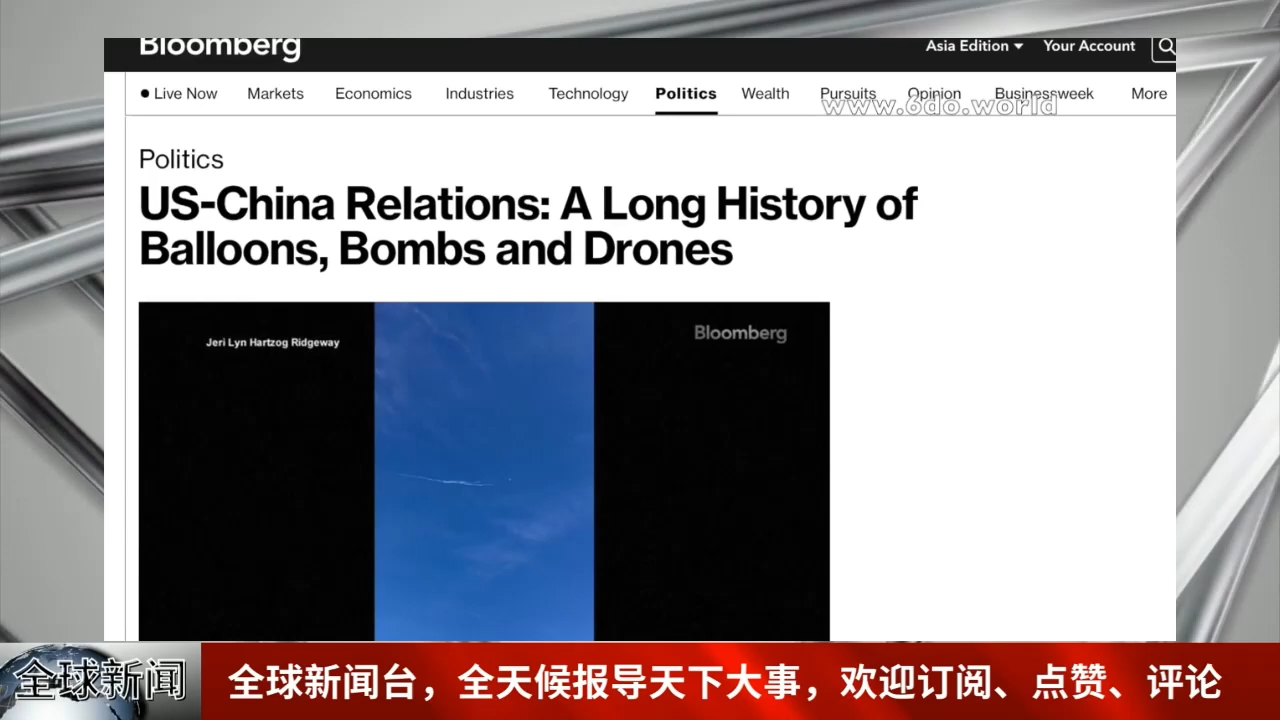 Bloomberg
Asia Edition Your Account
Live Now Markets Economics Industries Technology Politics Wealth Pursuits Opinion Businessweek More
www.6do.world
Politics
US-China Relations: A Long History of
Balloons, Bombs and Drones
Jeri Lyn Hartzog Ridgeway
Bloomberg
全球新闻
全球新闻台，全天候报导天下大事，欢迎订阅、点赞、评论